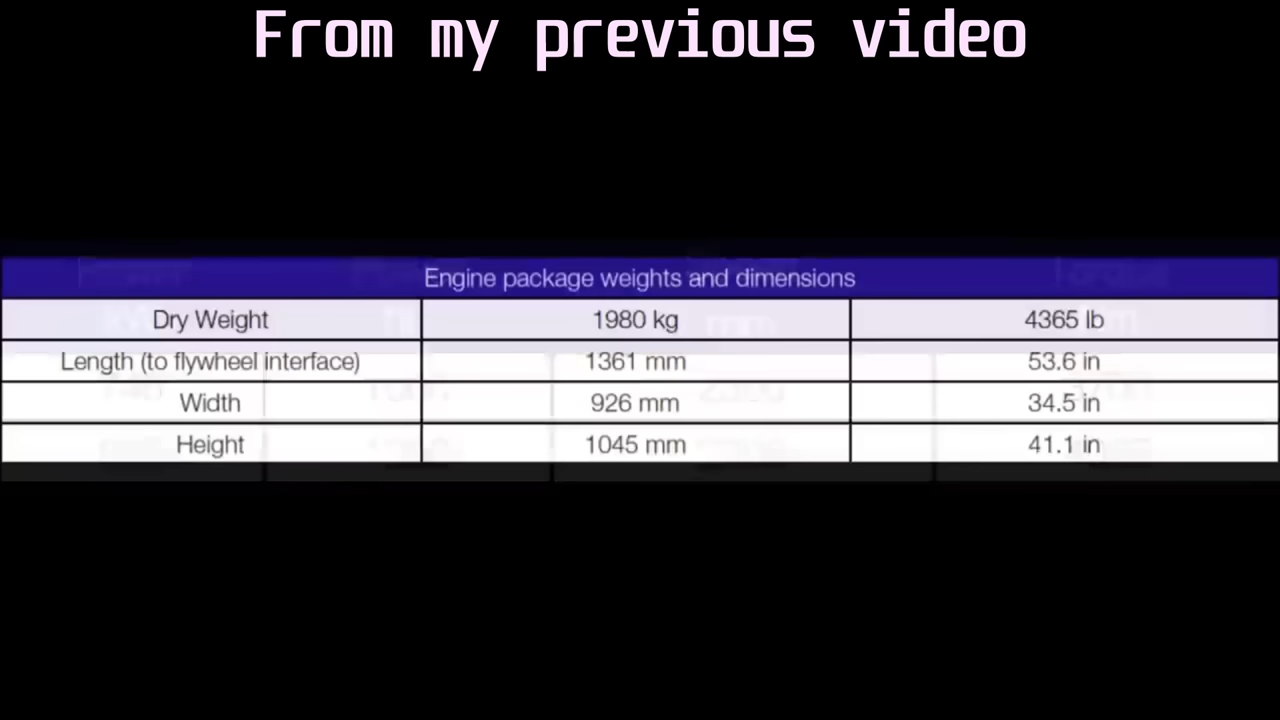 From my previous video
Engine package weights and dimensions
Dry Weight 1980 kg 4365 lb
Length (to flywheel interface) 1361 mm 53.6 in
Width 926 mm 34.5 in
Height 1045 mm 41.1 in